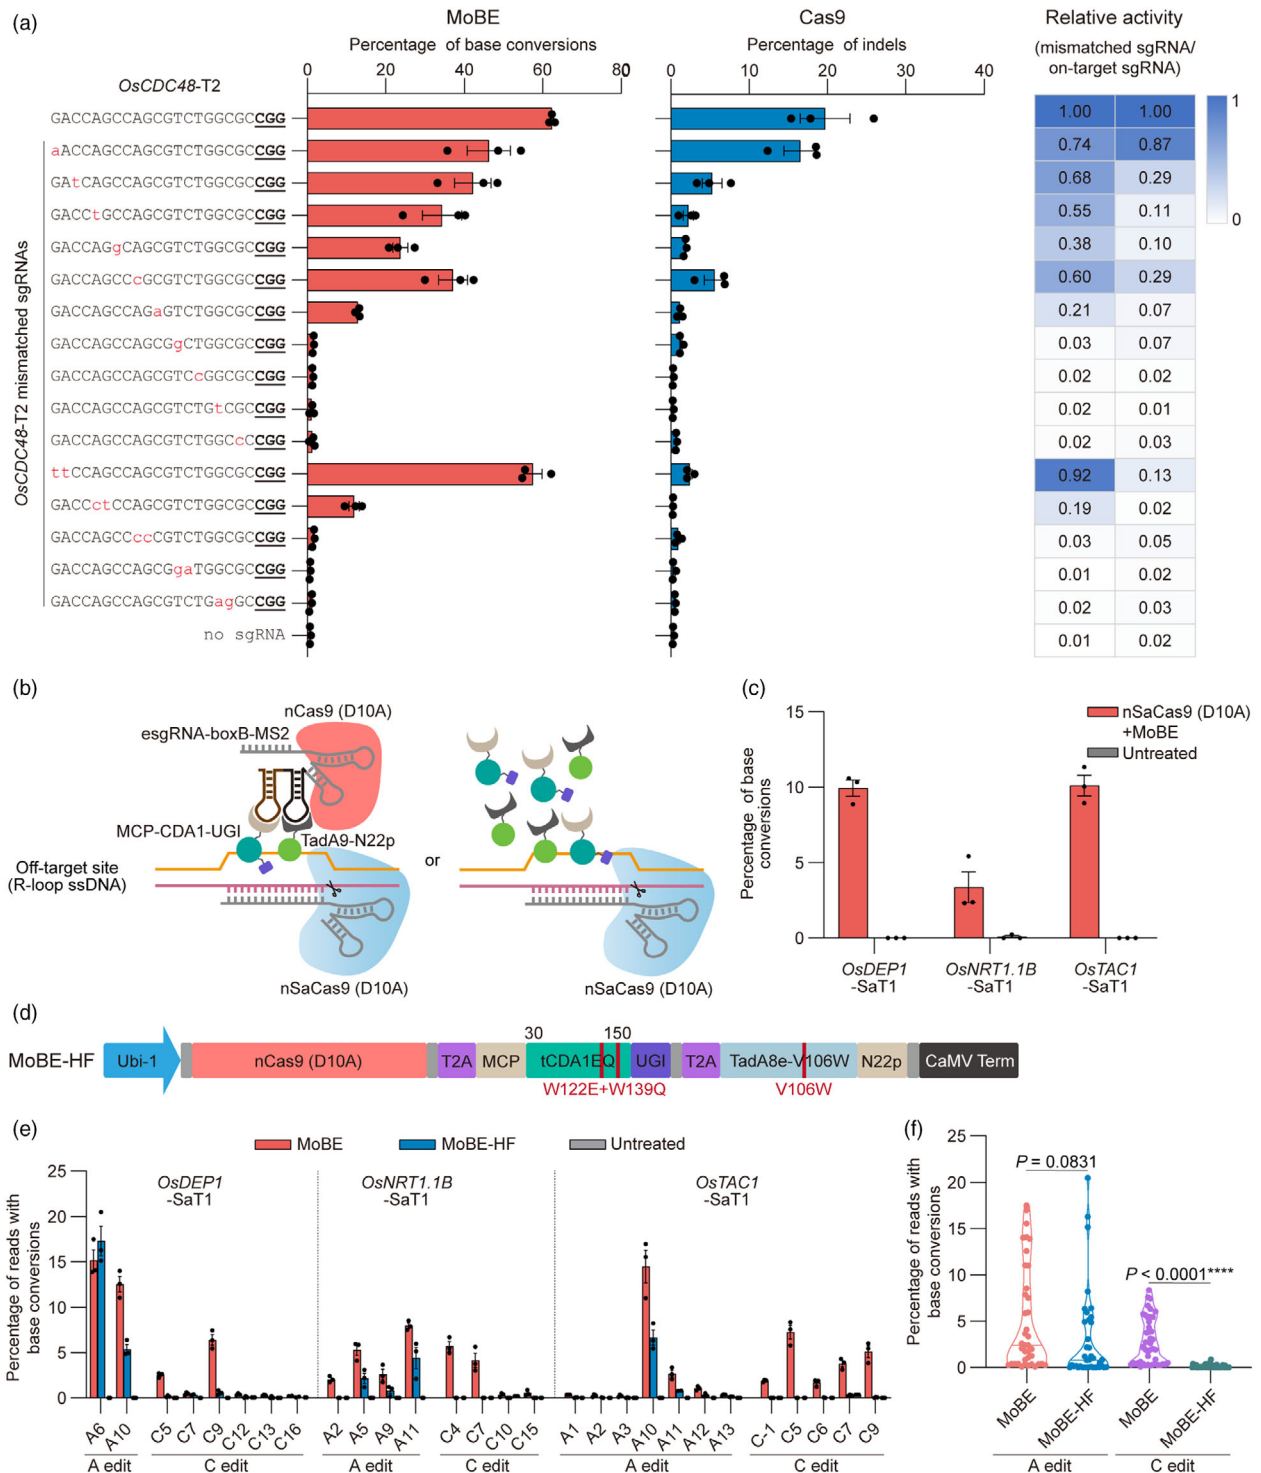 (a)
MoBE
Cas9
Relative activity
Percentage of base conversions
Percentage of indels
(mismatched sgRNA/
on-target sgRNA)
OsCDC48-T2
0 20 40 60 80
0 10 20 30 40
1
0
OsCDC48-T2 mismatched sgRNAs
GACCAGCCAGCGTCTGGCGCCGG 1.00 1.00
aACCAGCCAGCGTCTGGCGCCGG 0.74 0.87
GAtCAGCCAGCGTCTGGCGCCGG 0.68 0.29
GACCtGCCAGCGTCTGGCGCCGG 0.55 0.11
GACCAGgCAGCGTCTGGCGCCGG 0.38 0.10
GACCAGCCcGCGTCTGGCGCCGG 0.60 0.29
GACCAGCCAGaGTCTGGCGCCGG 0.21 0.07
GACCAGCCAGCGgCTGGCGCCGG 0.03 0.07
GACCAGCCAGCGTCcGGCGCCGG 0.02 0.02
GACCAGCCAGCGTCTGtCGCCGG 0.02 0.01
GACCAGCCAGCGTCTGGCcCCGG 0.02 0.03
ttCCAGCCAGCGTCTGGCGCCGG 0.92 0.13
GACCctCCAGCGTCTGGCGCCGG 0.19 0.02
GACCAGCCccCGTCTGGCGCCGG 0.03 0.05
GACCAGCCAGCGgaTGGCGCCGG 0.01 0.02
GACCAGCCAGCGTCTGagGCCGG 0.02 0.03
no sgRNA 0.01 0.02
(b)
nCas9 (D10A)
esgRNA-boxB-MS2
MCP-CDA1-UGI
TadA9-N22p
Off-target site
(R-loop ssDNA)
or
nSaCas9 (D10A)
nSaCas9 (D10A)
(c)
Percentage of base
conversions
15
10
5
0
nSaCas9 (D10A)
+MoBE
Untreated
OsDEP1
-SaT1
OsNRT1.1B
-SaT1
OsTAC1
-SaT1
(d)
30 150
MoBE-HF Ubi-1 nCas9 (D10A) T2A MCP tCDA1EQ UGI T2A TadA8e-V106W N22p CaMV Term
W122E+W139Q V106W
(e)
MoBE MoBE-HF Untreated
Percentage of reads with
base conversions
25
20
15
10
5
0
OsDEP1
-SaT1
OsNRT1.1B
-SaT1
OsTAC1
-SaT1
A6 A10 C5 C7 C9 C12 C13 C16 A2 A5 A9 A11 C4 C7 C10 C15 A1 A2 A3 A10 A11 A12 A13 C-1 C5 C6 C7 C9
A edit C edit A edit C edit A edit C edit
(f)
Percentage of reads with
base conversions
25
20
15
10
5
0
P = 0.0831
P < 0.0001****
MoBE MoBE-HF MoBE MoBE-HF
A edit C edit